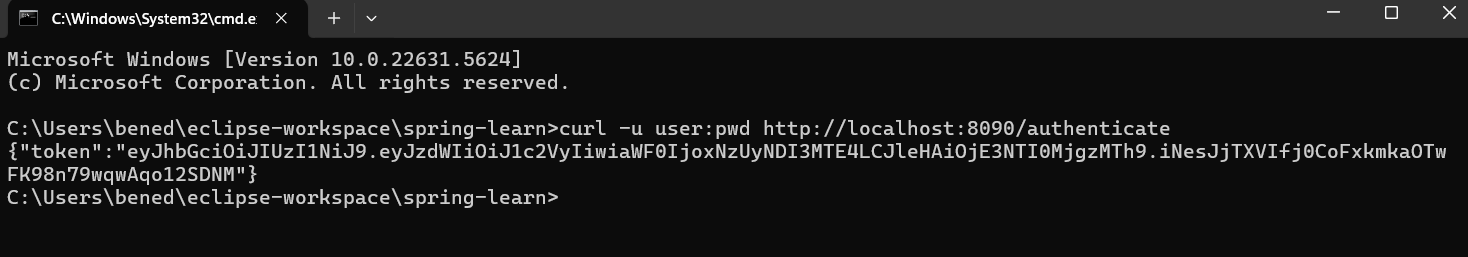 C:\Windows\System32\cmd.e
Microsoft Windows [Version 10.0.22631.5624]
(c) Microsoft Corporation. All rights reserved.
C:\Users\bened\eclipse-workspace\spring-learn>curl -u user:pwd http://localhost:8090/authenticate
{"token":"eyJhbGciOiJIUzI1NiJ9.eyJzdWIiOiJ1c2VyIiwiaWF0IjoxNzUyNDI3MTE4LCJleHAiOjE3NTI0MjgzMTh9.iNesJjTXVIfj0CoFxkmkaOTw
FK98n79wqwAqo12SDNM"}
C:\Users\bened\eclipse-workspace\spring-learn>